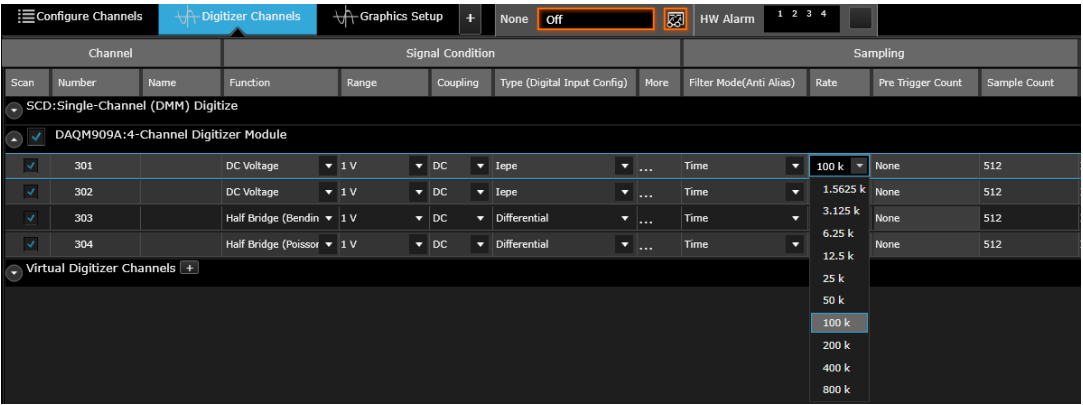 Configure Channels Digitizer Channels Graphics Setup + None Off HW Alarm 1 2 3 4
Channel Signal Condition Sampling
Scan Number Name Function Range Coupling Type (Digital Input Config) More Filter Mode(Anti Alias) Rate Pre Trigger Count Sample Count
SCD:Single-Channel (DMM) Digitize
DAQM909A:4-Channel Digitizer Module
301 DC Voltage 1 V DC Iepe ... Time 100 k None 512
302 DC Voltage 1 V DC Iepe ... Time 1.5625 k None 512
303 Half Bridge (Bendin 1 V DC Differential ... Time 3.125 k None 512
304 Half Bridge (Poissor 1 V DC Differential ... Time 6.25 k None 512
Virtual Digitizer Channels +
12.5 k
25 k
50 k
100 k
200 k
400 k
800 k